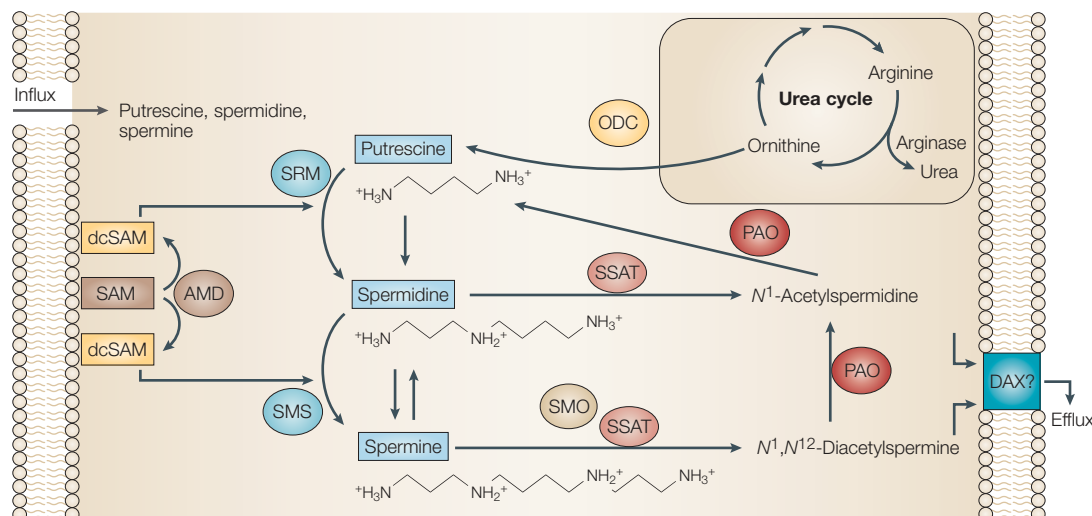 Influx
Putrescine, spermidine,
spermine
ODC
Urea cycle
Arginine
Ornithine
Arginase
Urea
SRM
Putrescine
⁺H₃N
NH₃⁺
dcSAM
SAM
AMD
dcSAM
PAO
SSAT
Spermidine
N¹-Acetylspermidine
⁺H₃N
NH₂⁺
NH₃⁺
SMS
SMO
SSAT
PAO
DAX?
Efflux
Spermine
N¹,N¹²-Diacetylspermine
⁺H₃N
NH₂⁺
NH₂⁺
NH₃⁺